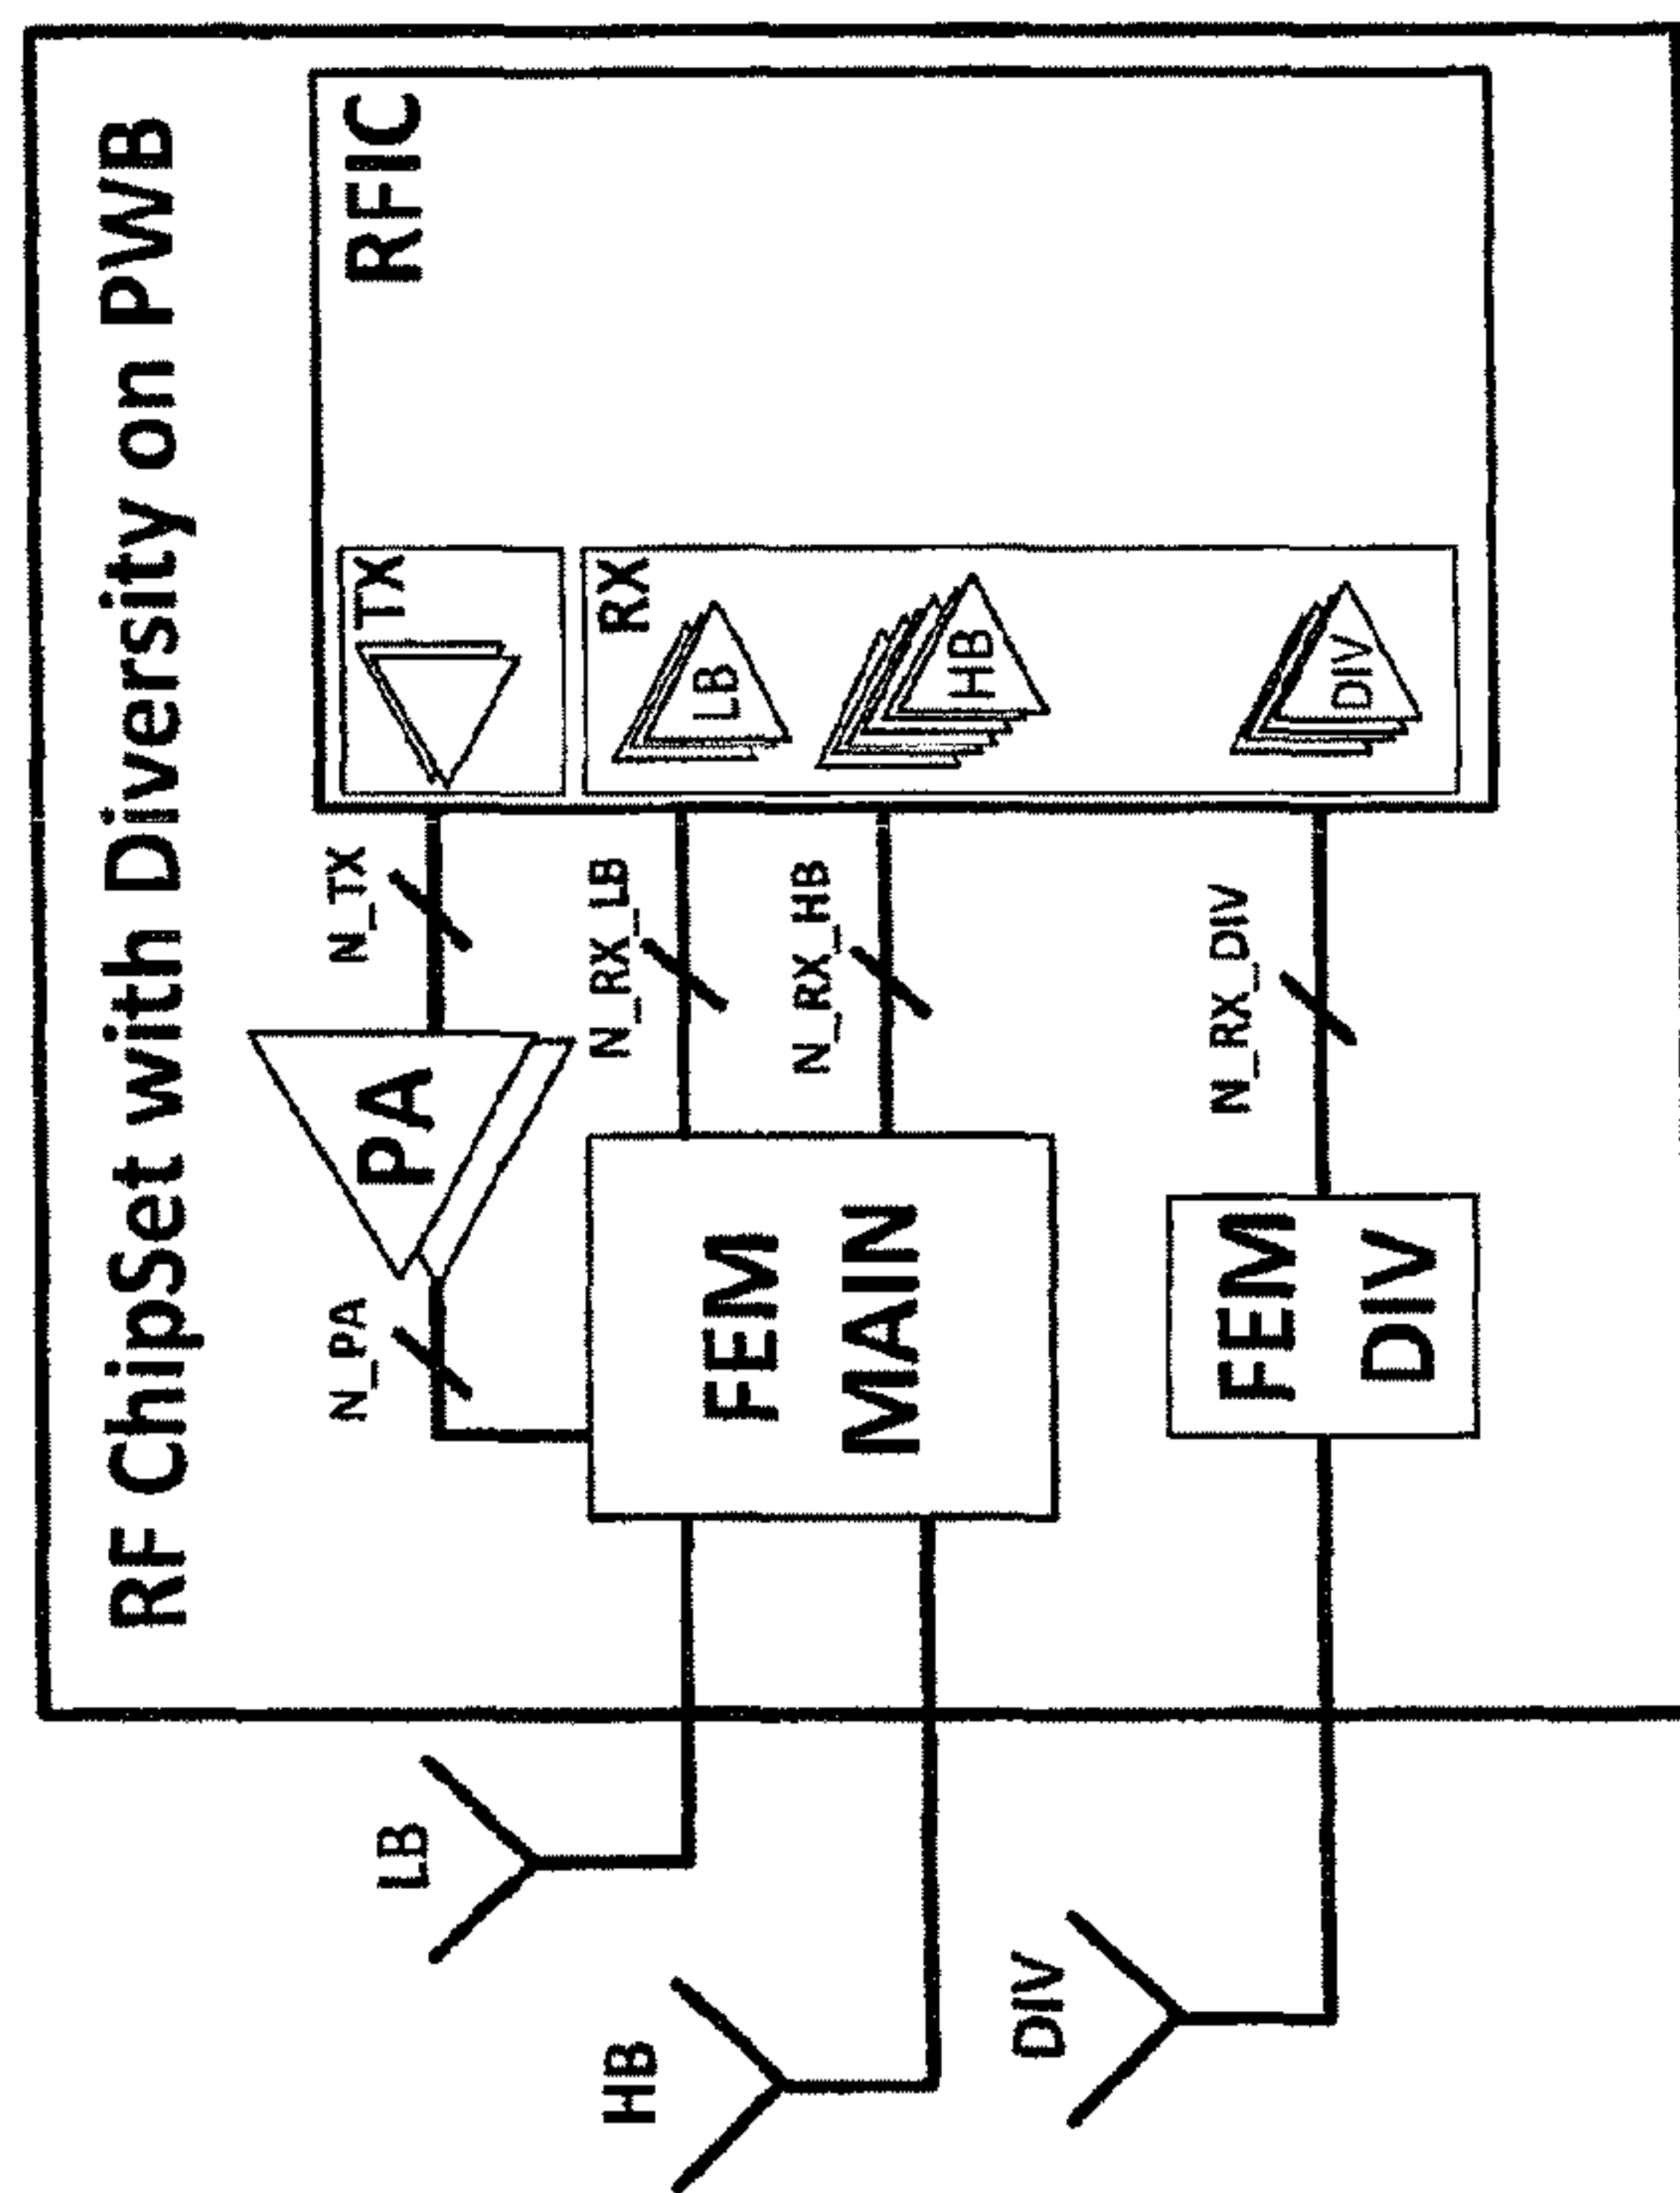 RF ChipSet with Diversity on PWB
RFIC
TX
RX
LB
HB
DIV
N_TX
N_RX_LB
N_RX_HB
N_RX_DIV
PA
N_PA
FEM
MAIN
FEM
DIV
LB
HB
DIV